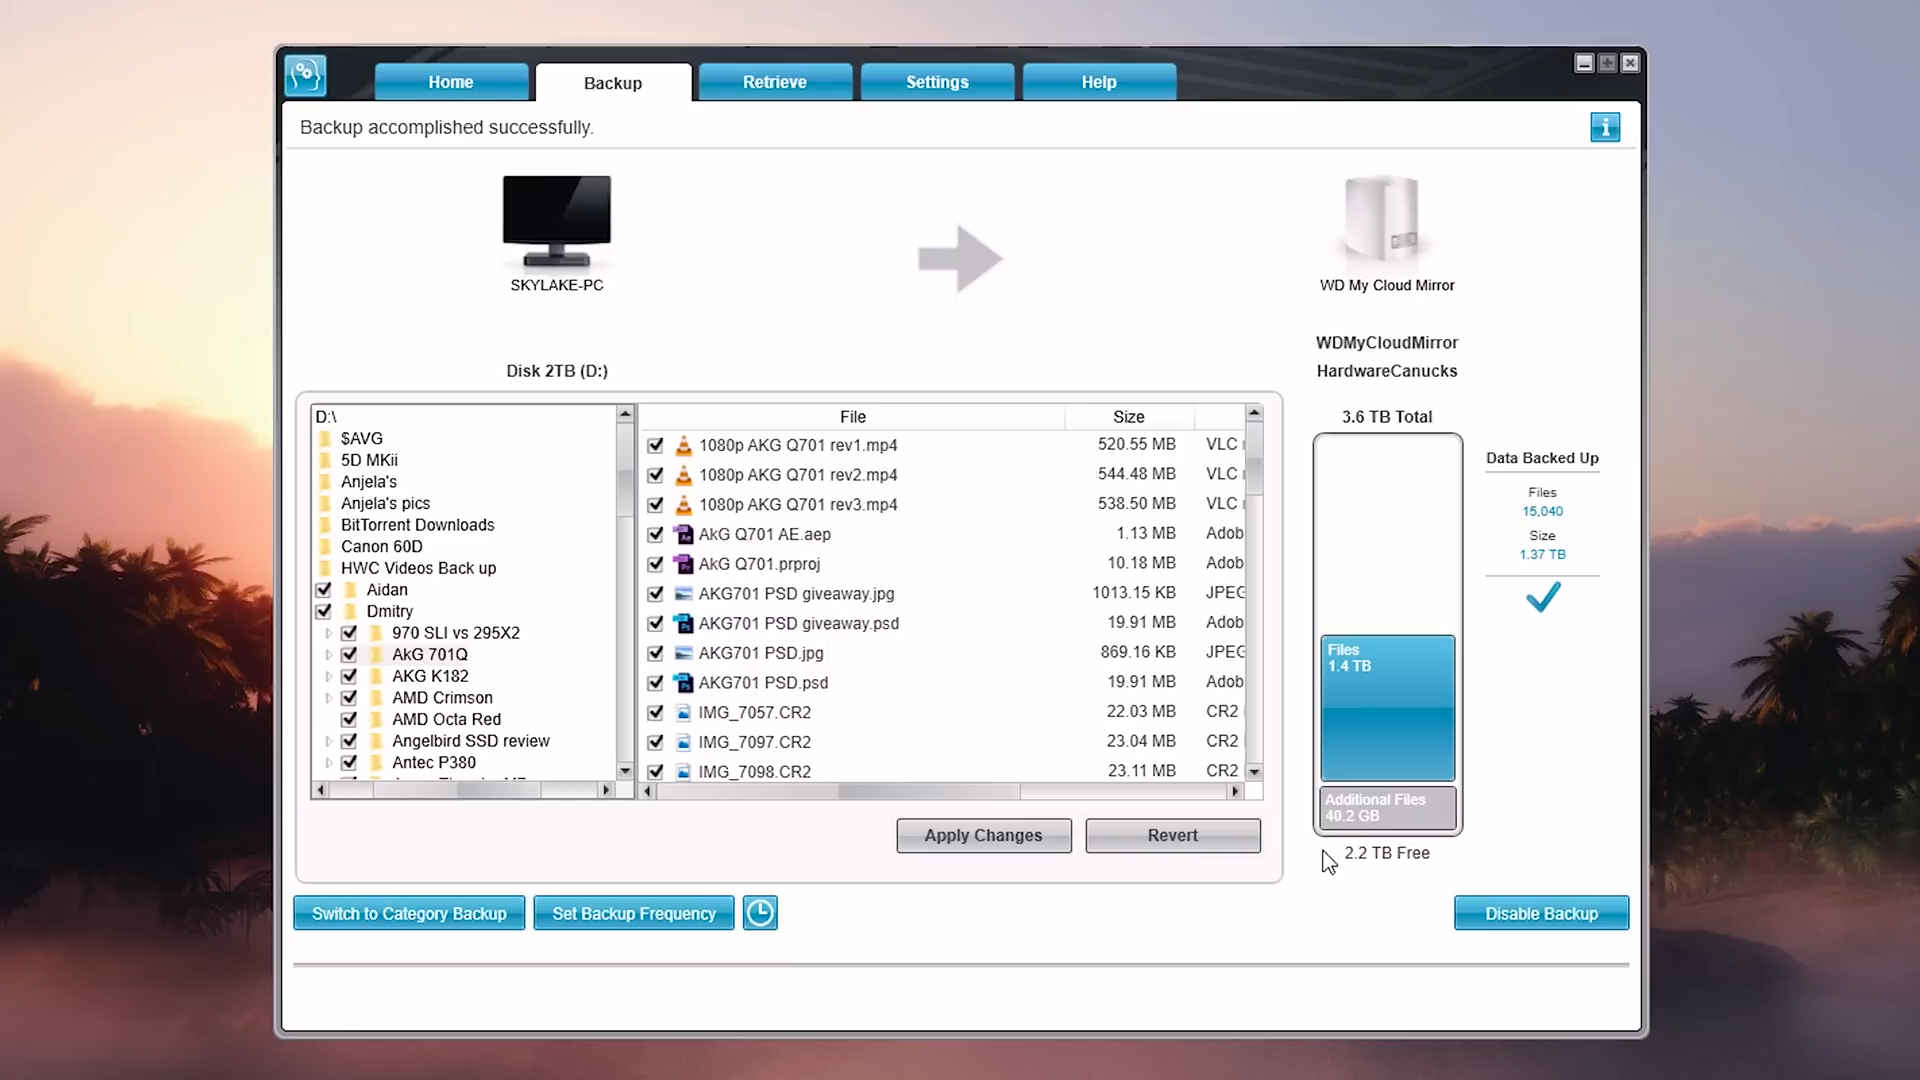 Home
Backup
Retrieve
Settings
Help
Backup accomplished successfully.
SKYLAKE-PC
WD My Cloud Mirror
WDMyCloudMirror
HardwareCanucks
Disk 2TB (D:)
D:\
$AVG
5D MKii
Anjela's
Anjela's pics
BitTorrent Downloads
Canon 60D
HWC Videos Back up
Aidan
Dmitry
970 SLI vs 295X2
AkG 701Q
AKG K182
AMD Crimson
AMD Octa Red
Angelbird SSD review
Antec P380
File Size
1080p AKG Q701 rev1.mp4 520.55 MB VLC
1080p AKG Q701 rev2.mp4 544.48 MB VLC
1080p AKG Q701 rev3.mp4 538.50 MB VLC
AkG Q701 AE.aep 1.13 MB Adob
AkG Q701.prproj 10.18 MB Adob
AKG701 PSD giveaway.jpg 1013.15 KB JPEG
AKG701 PSD giveaway.psd 19.91 MB Adob
AKG701 PSD.jpg 869.16 KB JPEG
AKG701 PSD.psd 19.91 MB Adob
IMG_7057.CR2 22.03 MB CR2
IMG_7097.CR2 23.04 MB CR2
IMG_7098.CR2 23.11 MB CR2
3.6 TB Total
Files
1.4 TB
Additional Files
40.2 GB
2.2 TB Free
Data Backed Up
Files
15,040
Size
1.37 TB
Apply Changes
Revert
Switch to Category Backup
Set Backup Frequency
Disable Backup